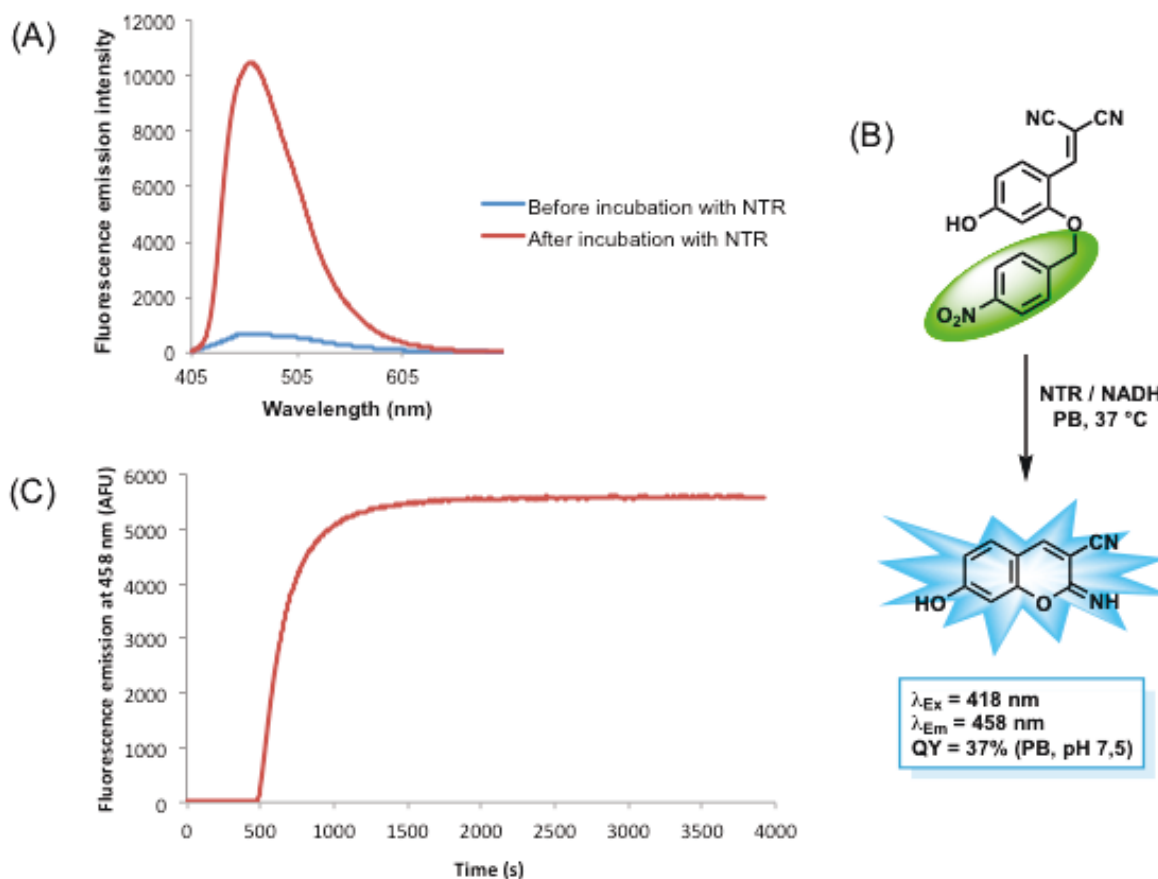 (A)
Fluorescence emission intensity
12000
10000
8000
6000
4000
2000
0
405
505
605
Wavelength (nm)
Before incubation with NTR
After incubation with NTR
(B)
NC
CN
HO
O
O₂N
NTR / NADH
PB, 37 °C
CN
HO
O
NH
λEx = 418 nm
λEm = 458 nm
QY = 37% (PB, pH 7,5)
(C)
Fluorescence emission at 458 nm (AFU)
6000
5000
4000
3000
2000
1000
0
0
500
1000
1500
2000
2500
3000
3500
4000
Time (s)